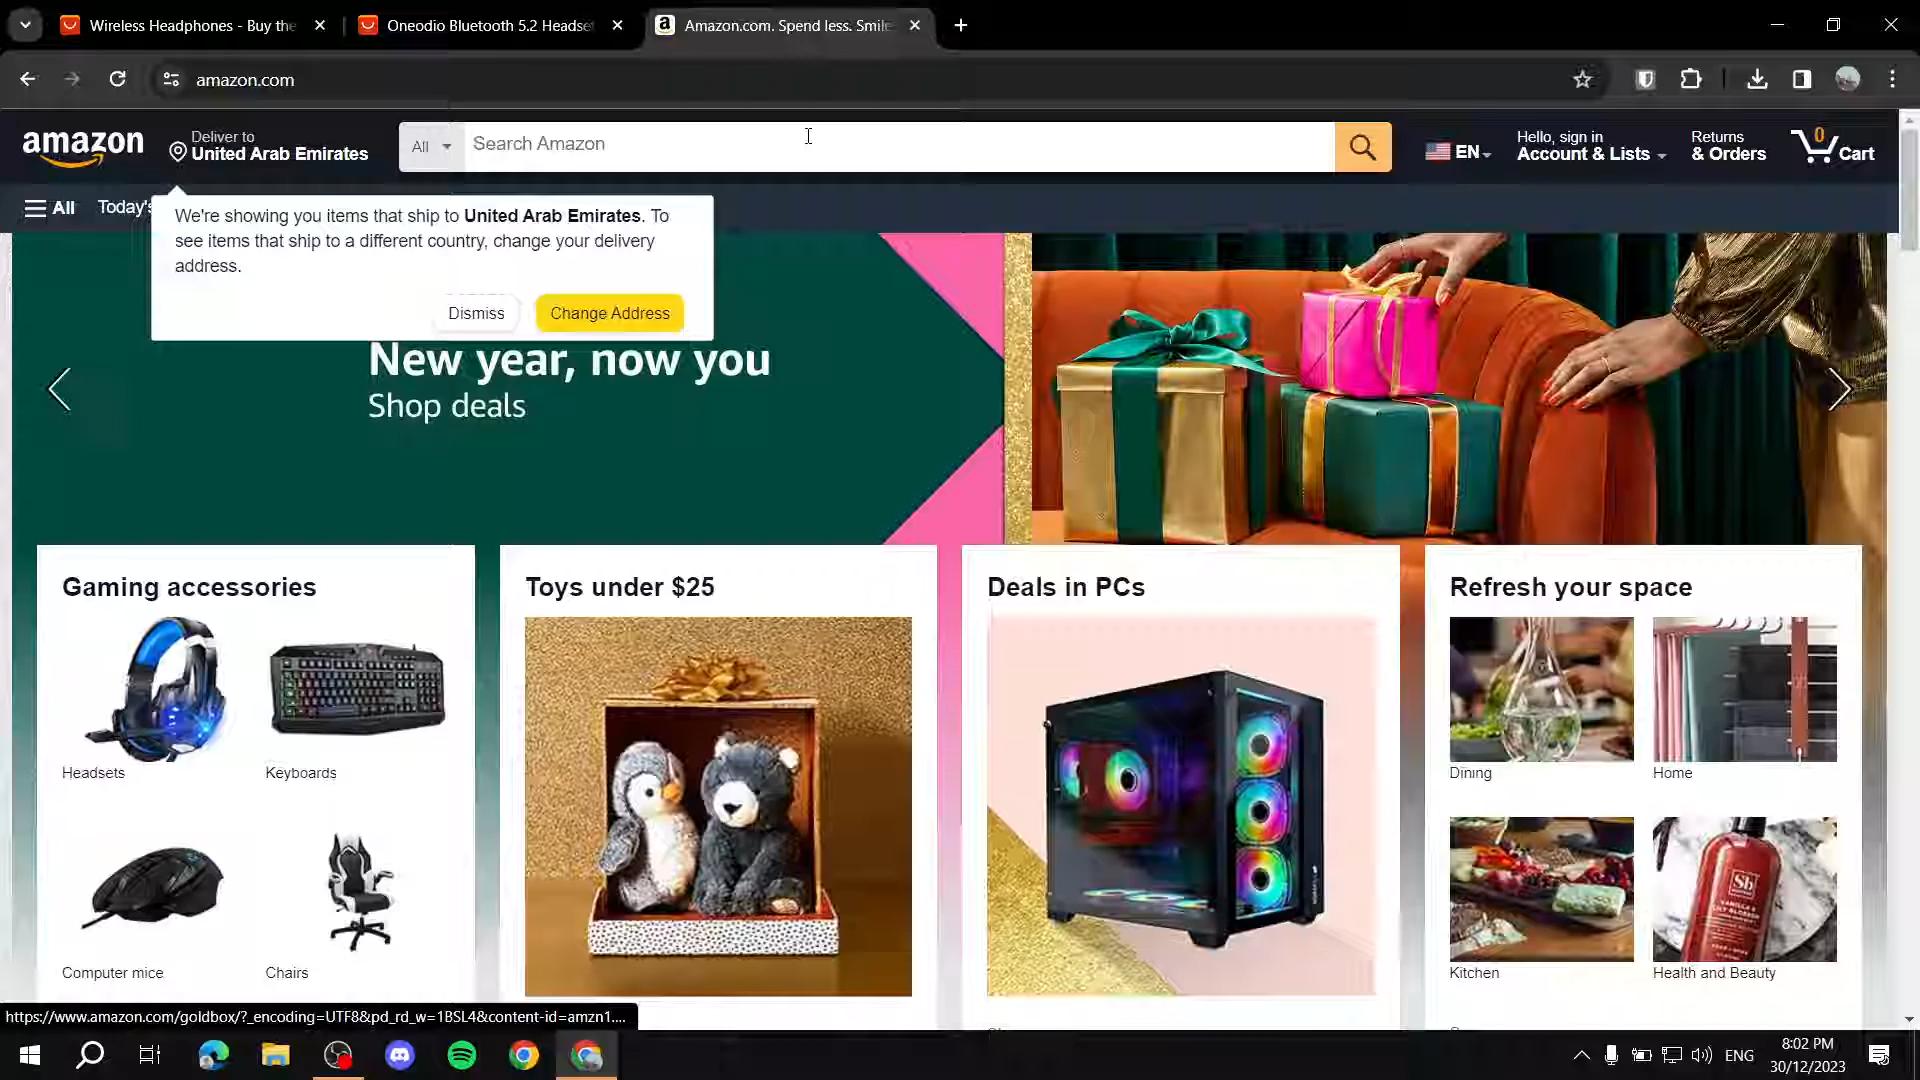 Wireless Headphones - Buy the
Oneodio Bluetooth 5.2 Headset
Amazon.com. Spend less. Smile
amazon.com
amazon
Deliver to
United Arab Emirates
All
Search Amazon
EN
Hello, sign in
Account & Lists
Returns
& Orders
0
Cart
All
Today's
We're showing you items that ship to United Arab Emirates. To
see items that ship to a different country, change your delivery
address.
Dismiss
Change Address
New year, now you
Shop deals
Gaming accessories
Headsets
Keyboards
Computer mice
Chairs
Toys under $25
Deals in PCs
Refresh your space
Dining
Home
Kitchen
Health and Beauty
Sb
https://www.amazon.com/goldbox/?_encoding=UTF8&pd_rd_w=1BSL4&content-id=amzn1....
ENG
8:02 PM
30/12/2023